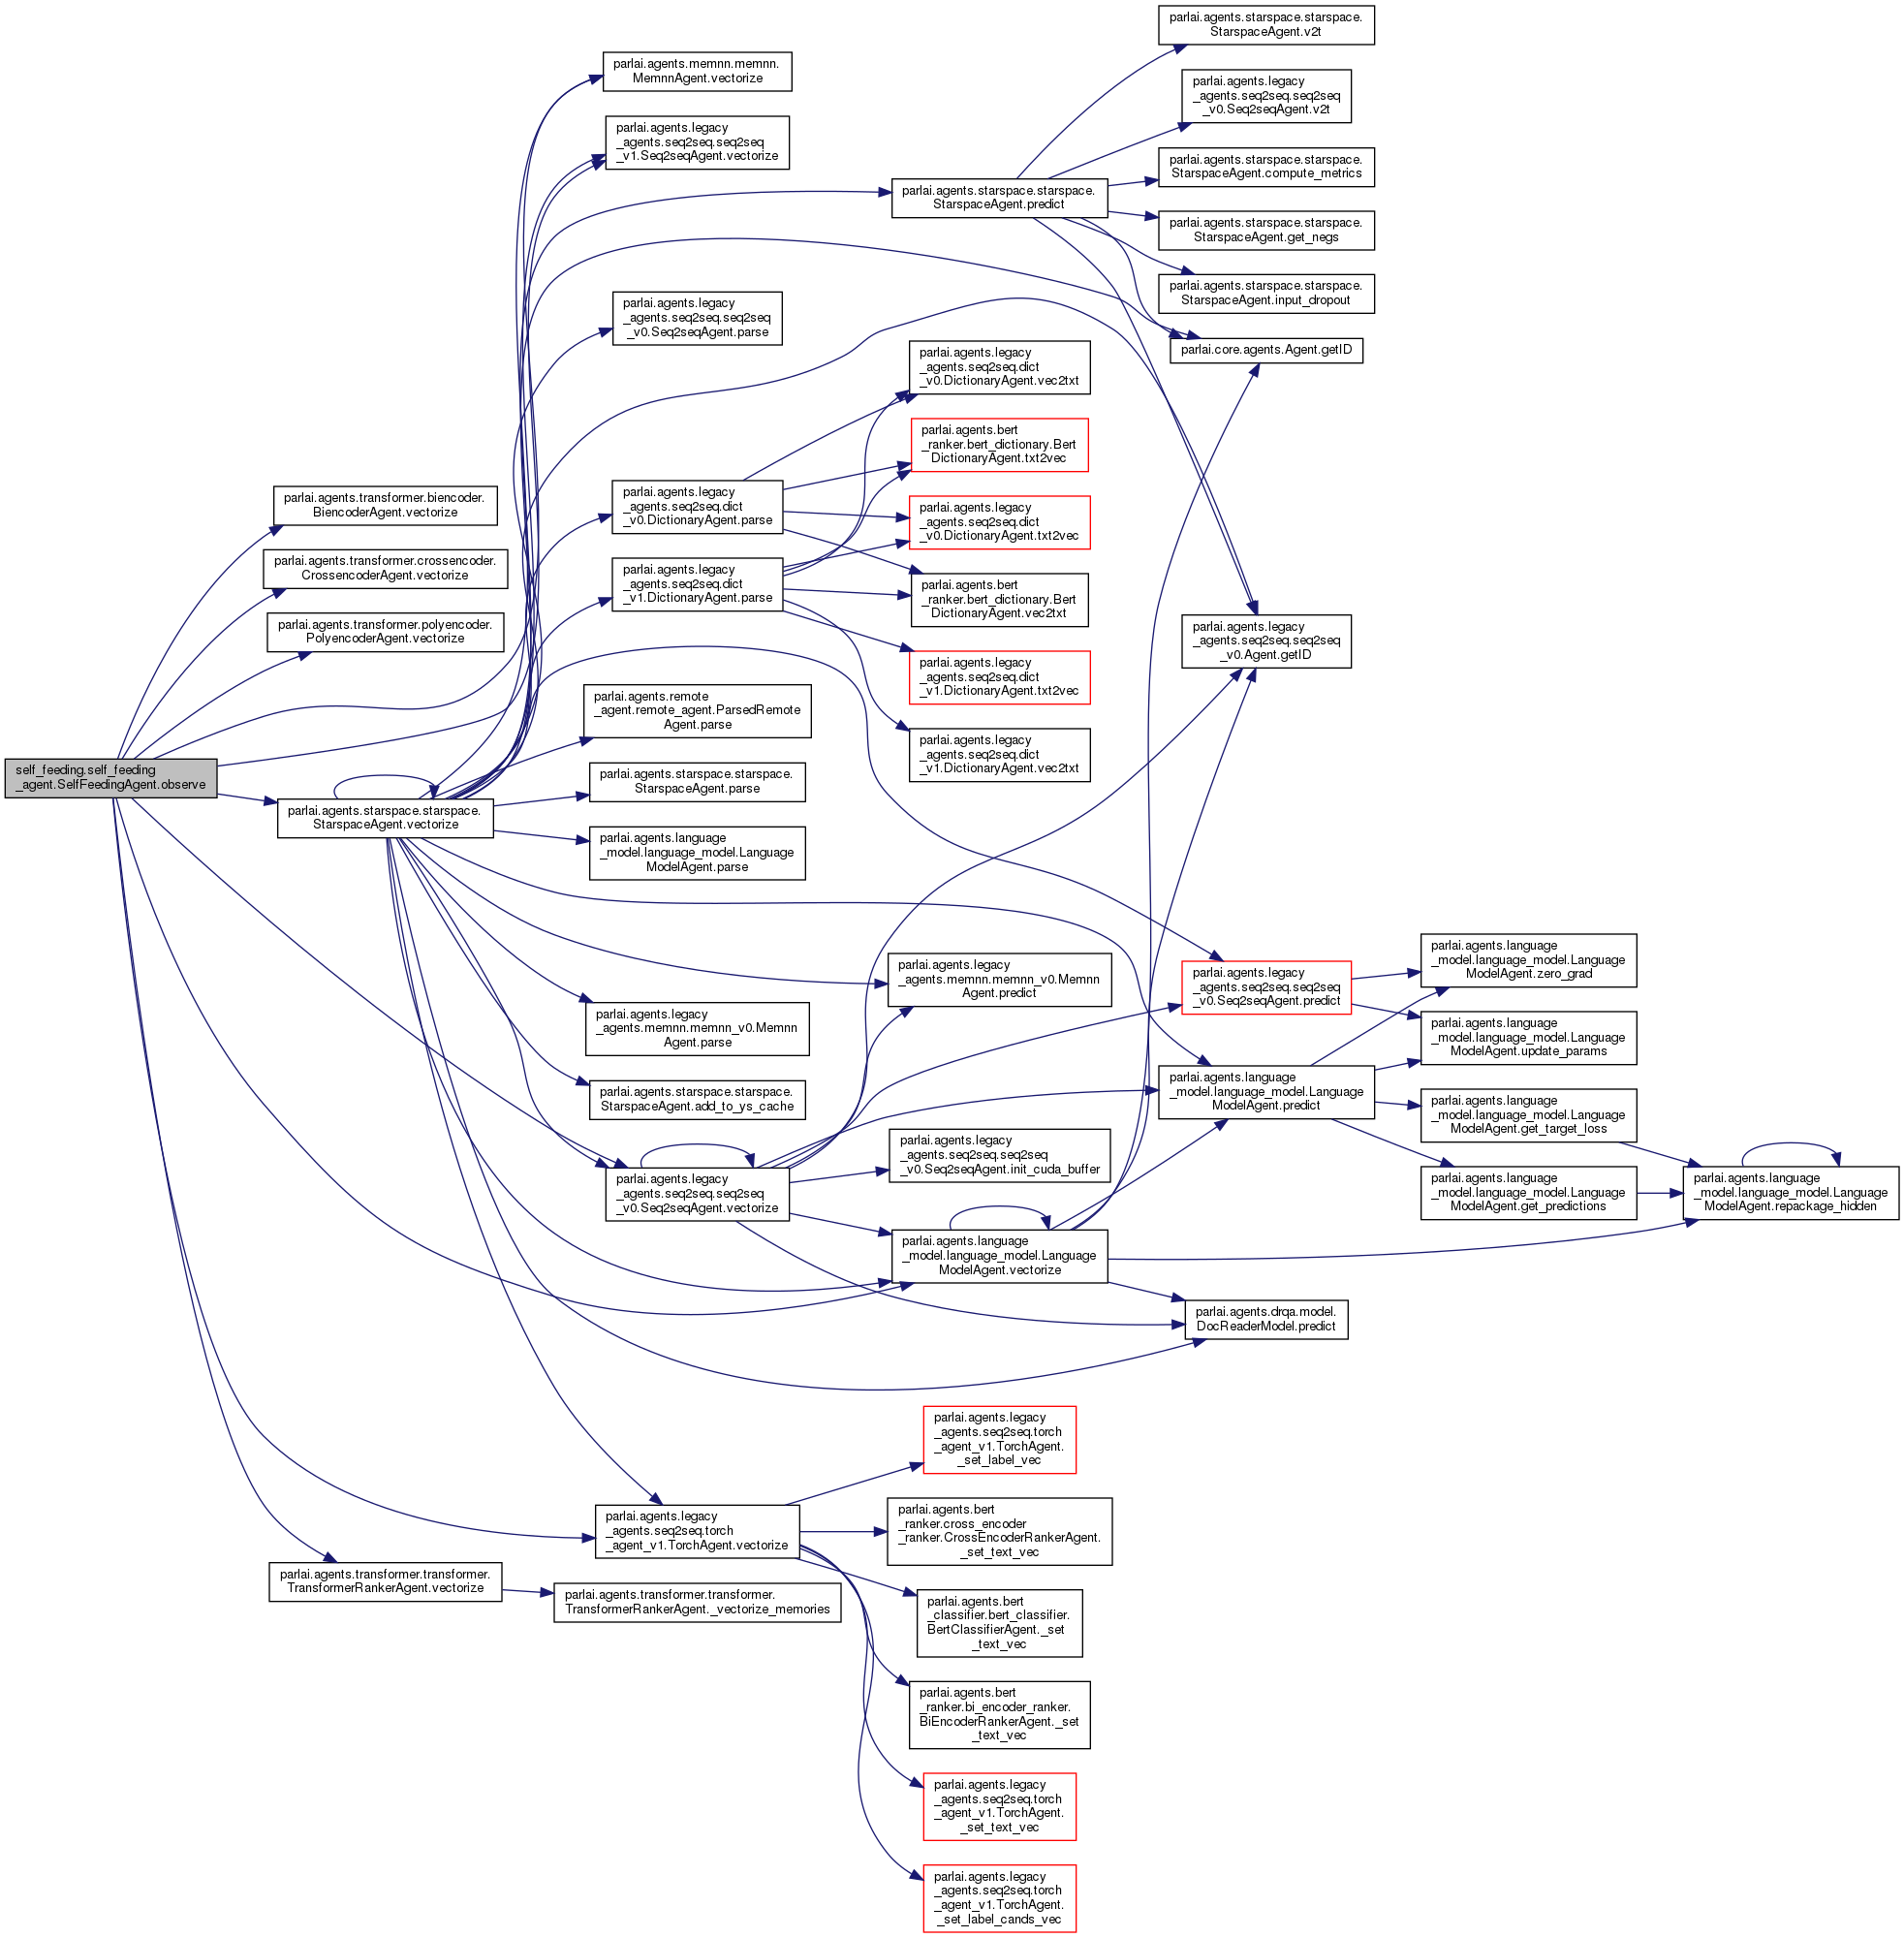 self_feeding.self_feeding
_agent.SelfFeedingAgent.observe
parlai.agents.transformer.biencoder.
BiencoderAgent.vectorize
parlai.agents.transformer.crossencoder.
CrossencoderAgent.vectorize
parlai.agents.transformer.polyencoder.
PolyencoderAgent.vectorize
parlai.agents.starspace.starspace.
StarspaceAgent.vectorize
parlai.agents.transformer.transformer.
TransformerRankerAgent.vectorize
parlai.agents.memnn.memnn.
MemnnAgent.vectorize
parlai.agents.legacy
_agents.seq2seq.seq2seq
_v1.Seq2seqAgent.vectorize
parlai.agents.legacy
_agents.seq2seq.seq2seq
_v0.Seq2seqAgent.parse
parlai.agents.legacy
_agents.seq2seq.dict
_v0.DictionaryAgent.parse
parlai.agents.legacy
_agents.seq2seq.dict
_v1.DictionaryAgent.parse
parlai.agents.remote
_agent.remote_agent.ParsedRemote
Agent.parse
parlai.agents.starspace.starspace.
StarspaceAgent.parse
parlai.agents.language
_model.language_model.Language
ModelAgent.parse
parlai.agents.legacy
_agents.memnn.memnn_v0.Memnn
Agent.parse
parlai.agents.starspace.starspace.
StarspaceAgent.add_to_ys_cache
parlai.agents.legacy
_agents.seq2seq.seq2seq
_v0.Seq2seqAgent.vectorize
parlai.agents.legacy
_agents.seq2seq.torch
_agent_v1.TorchAgent.vectorize
parlai.agents.transformer.transformer.
TransformerRankerAgent._vectorize_memories
parlai.agents.starspace.starspace.
StarspaceAgent.predict
parlai.agents.legacy
_agents.seq2seq.dict
_v0.DictionaryAgent.vec2txt
parlai.agents.bert
_ranker.bert_dictionary.Bert
DictionaryAgent.txt2vec
parlai.agents.legacy
_agents.seq2seq.dict
_v0.DictionaryAgent.txt2vec
parlai.agents.bert
_ranker.bert_dictionary.Bert
DictionaryAgent.vec2txt
parlai.agents.legacy
_agents.seq2seq.dict
_v1.DictionaryAgent.txt2vec
parlai.agents.legacy
_agents.seq2seq.dict
_v1.DictionaryAgent.vec2txt
parlai.agents.legacy
_agents.memnn.memnn_v0.Memnn
Agent.predict
parlai.agents.legacy
_agents.seq2seq.seq2seq
_v0.Seq2seqAgent.init_cuda_buffer
parlai.agents.language
_model.language_model.Language
ModelAgent.vectorize
parlai.agents.legacy
_agents.seq2seq.torch
_agent_v1.TorchAgent.
_set_label_vec
parlai.agents.bert
_ranker.cross_encoder
_ranker.CrossEncoderRankerAgent.
_set_text_vec
parlai.agents.bert
_classifier.bert_classifier.
BertClassifierAgent._set
_text_vec
parlai.agents.bert
_ranker.bi_encoder_ranker.
BiEncoderRankerAgent._set
_text_vec
parlai.agents.legacy
_agents.seq2seq.torch
_agent_v1.TorchAgent.
_set_text_vec
parlai.agents.legacy
_agents.seq2seq.torch
_agent_v1.TorchAgent.
_set_label_cands_vec
parlai.agents.starspace.starspace.
StarspaceAgent.v2t
parlai.agents.legacy
_agents.seq2seq.seq2seq
_v0.Seq2seqAgent.v2t
parlai.agents.starspace.starspace.
StarspaceAgent.compute_metrics
parlai.agents.starspace.starspace.
StarspaceAgent.get_negs
parlai.agents.starspace.starspace.
StarspaceAgent.input_dropout
parlai.core.agents.Agent.getID
parlai.agents.legacy
_agents.seq2seq.seq2seq
_v0.Agent.getID
parlai.agents.legacy
_agents.seq2seq.seq2seq
_v0.Seq2seqAgent.predict
parlai.agents.language
_model.language_model.Language
ModelAgent.predict
parlai.agents.drqa.model.
DocReaderModel.predict
parlai.agents.language
_model.language_model.Language
ModelAgent.zero_grad
parlai.agents.language
_model.language_model.Language
ModelAgent.update_params
parlai.agents.language
_model.language_model.Language
ModelAgent.get_target_loss
parlai.agents.language
_model.language_model.Language
ModelAgent.get_predictions
parlai.agents.language
_model.language_model.Language
ModelAgent.repackage_hidden